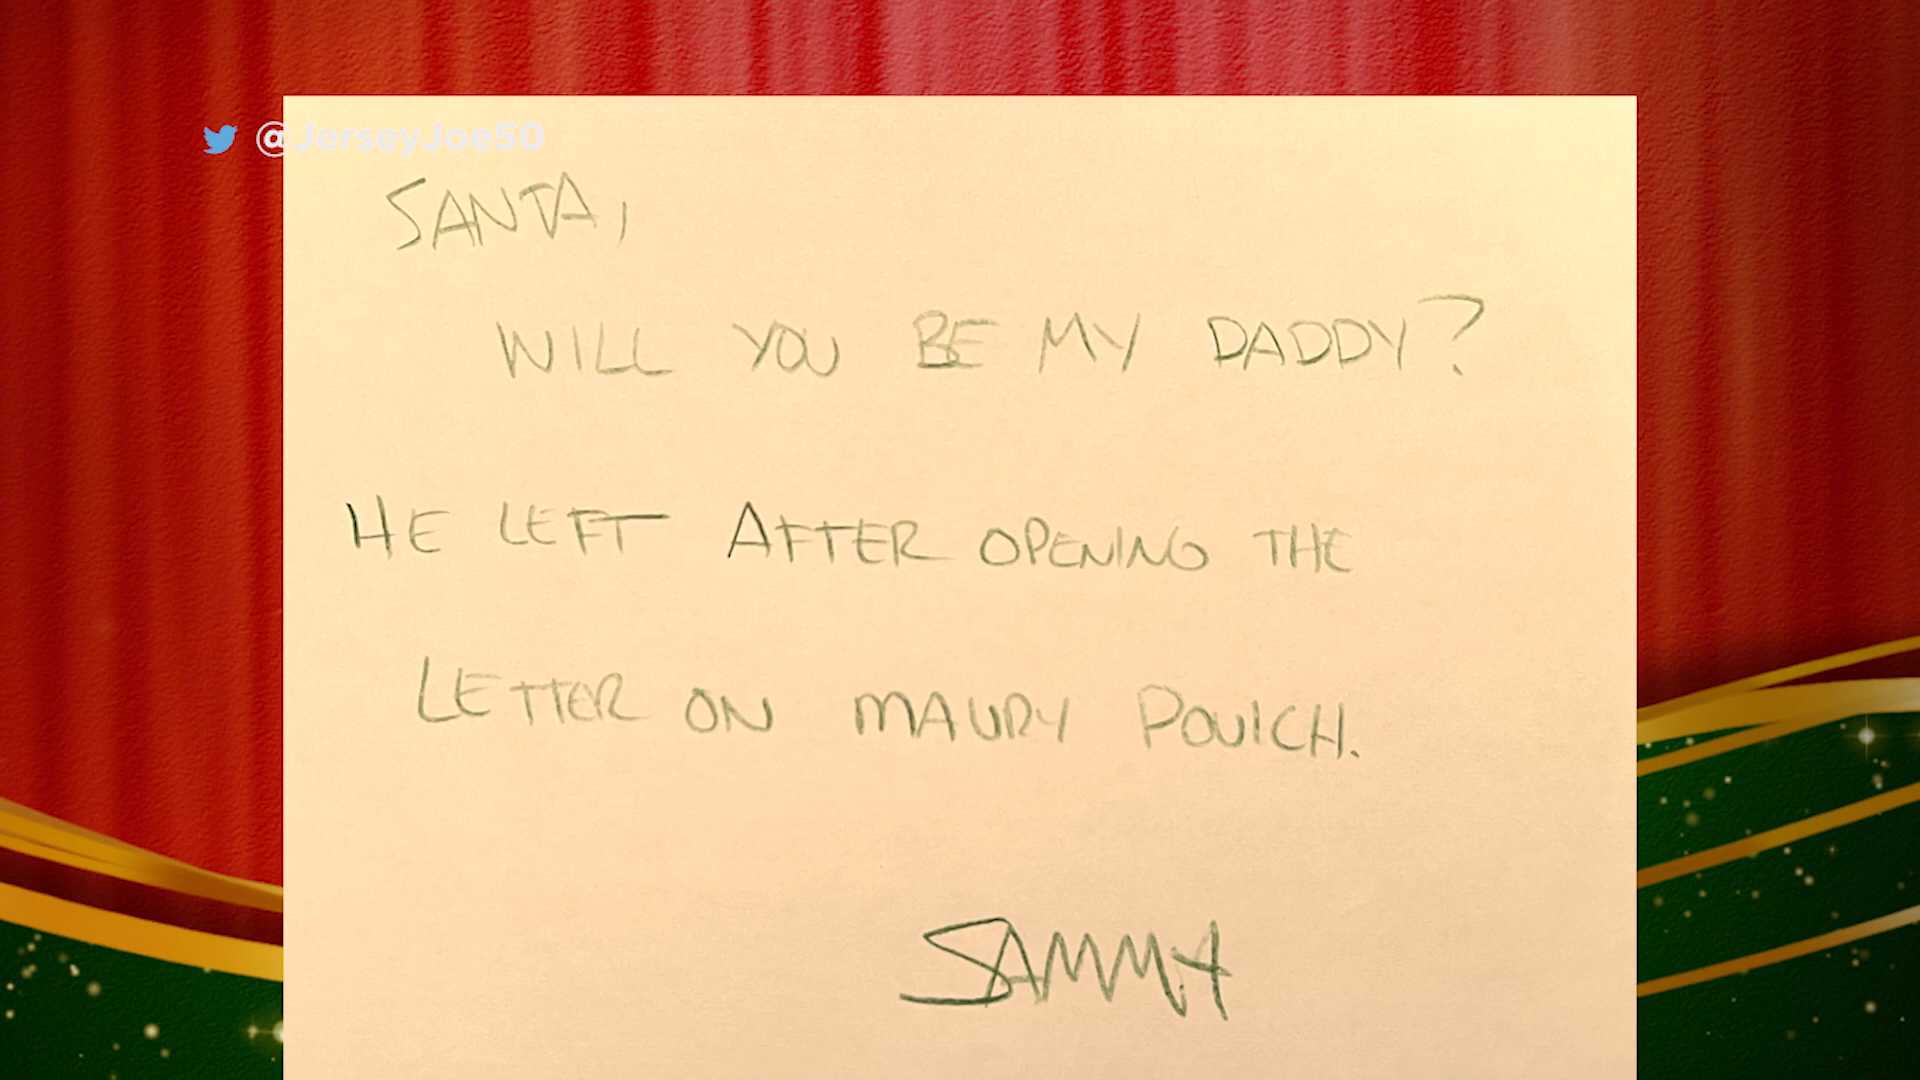 @JerseyJoe50
SANTA,
WILL YOU BE MY DADDY?
HE LEFT AFTER OPENING THE
LETTER ON MAURY POVICH.
SAMMY